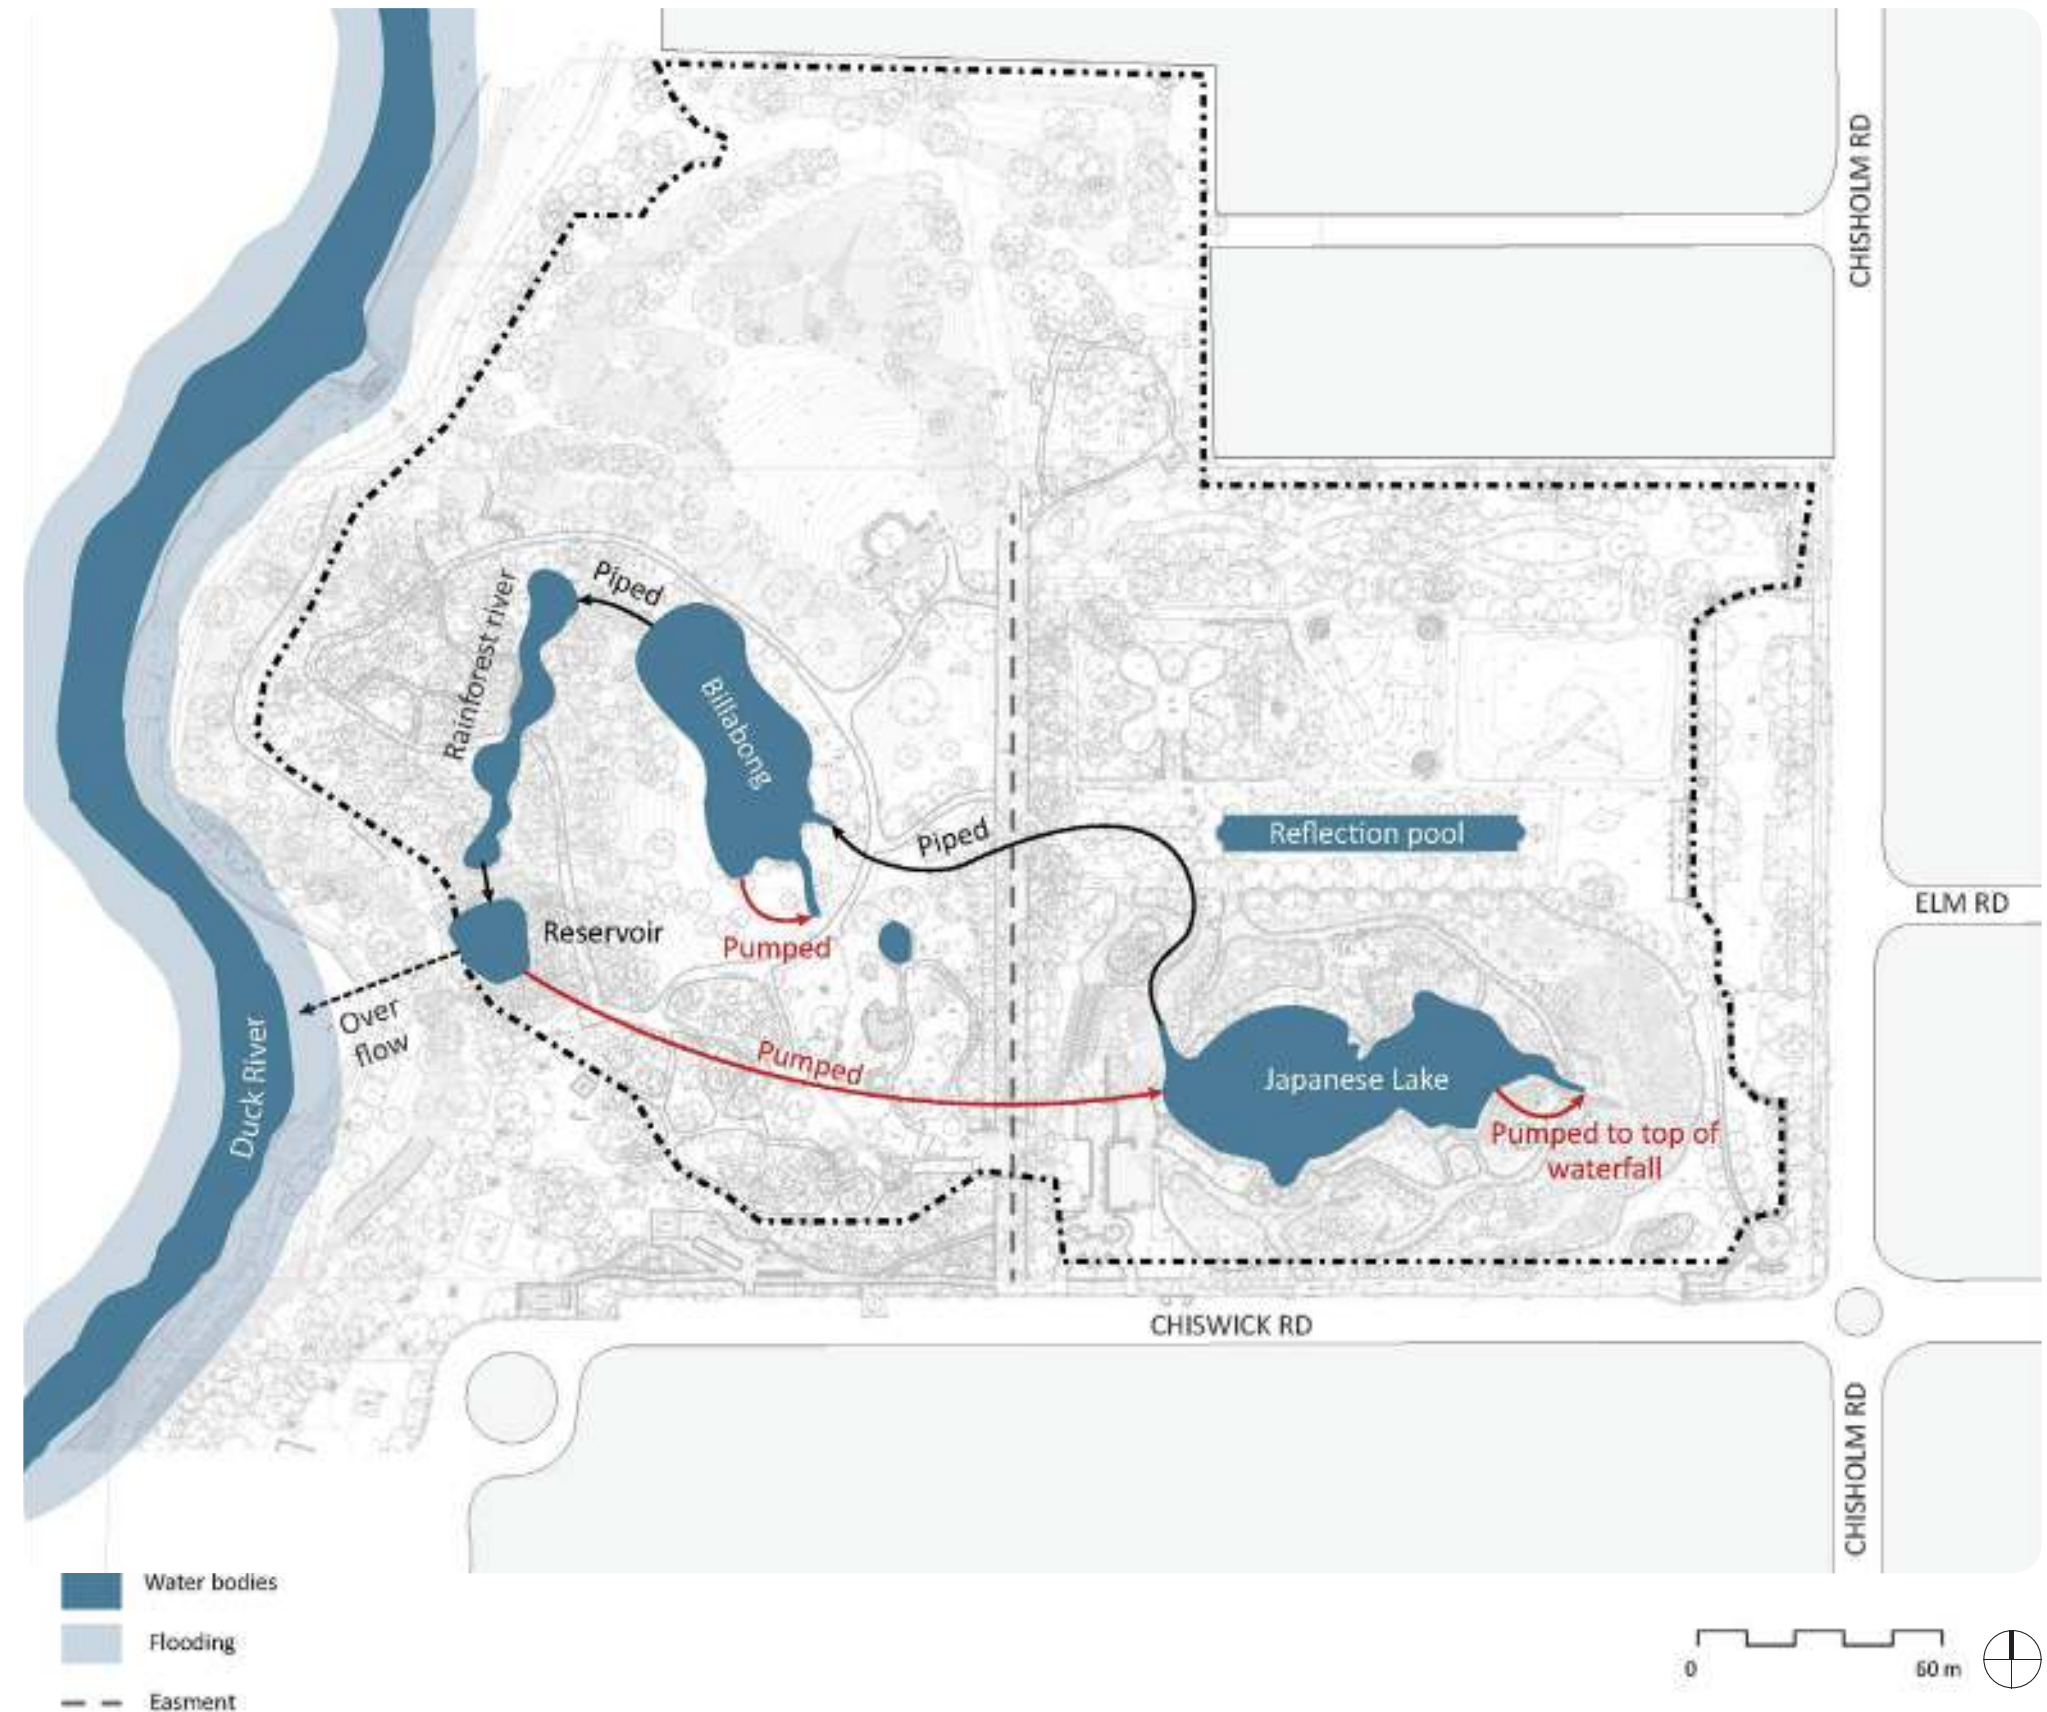 CHISHOLM RD
Piped
Rainforest river
Billabong
Piped
Reflection pool
ELM RD
Reservoir
Pumped
Over
flow
Pumped
Japanese Lake
Duck River
Pumped to top of
waterfall
CHISWICK RD
CHISHOLM RD
Water bodies
Flooding
Easment
0
60 m